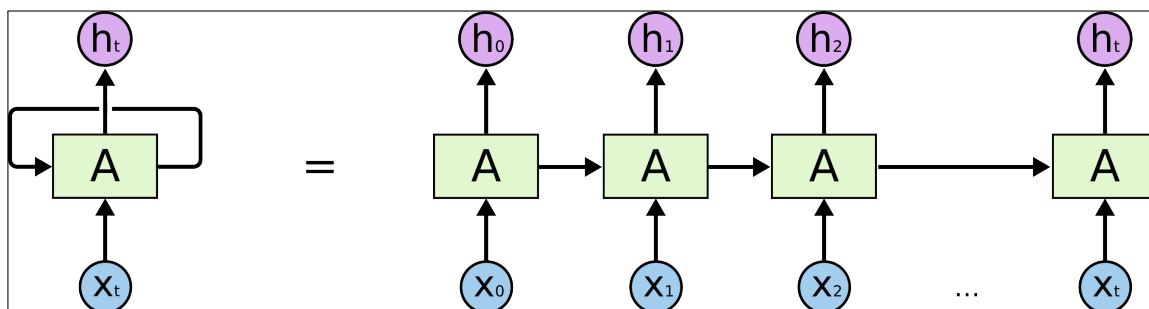 hₜ h₀ h₁ h₂ hₜ
A = A A A A
xₜ x₀ x₁ x₂ ... xₜ